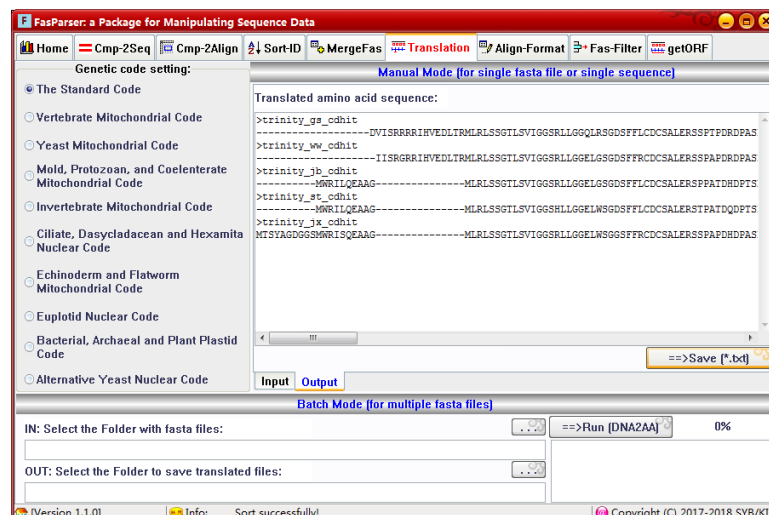 FasParser: a Package for Manipulating Sequence Data
Home Cmp-2Seq Cmp-2Align Sort-ID MergeFas Translation Align-Format Fas-Filter getORF
Genetic code setting:
The Standard Code
Vertebrate Mitochondrial Code
Yeast Mitochondrial Code
Mold, Protozoan, and Coelenterate
Mitochondrial Code
Invertebrate Mitochondrial Code
Ciliate, Dasycladacean and Hexamita
Nuclear Code
Echinoderm and Flatworm
Mitochondrial Code
Euplotid Nuclear Code
Bacterial, Archaeal and Plant Plastid
Code
Alternative Yeast Nuclear Code
Manual Mode (for single fasta file or single sequence)
Translated amino acid sequence:
>trinity_gs_cdhit
-----------------DVISRRRRIHVEDLTRMLRLSSGTLSVIGGSRLLGGQLRSGDSFFLCDCSALERSSPTPDRDPAS
>trinity_ww_cdhit
------------------IISRGRRIHVEDLTRMLRLSSGTLSVIGGSRLLGGELGSGDSFFRCDCSALERSSPAPDRDPAS
>trinity_jb_cdhit
---------MWRILQEAAG--------------MLRLSSGTLSVIGGSRLLGGELGSGDSFFLCDCSALERSPPATDHDPTS
>trinity_st_cdhit
---------MWRILQEAAG--------------MLRLSSGTLSVIGGSHLLGGELWSGDSFFLCDCSALERSTPATDQDPTS
>trinity_jx_cdhit
MTSYAGDGGSMWRISQEAAG--------------MLRLSSGTLSVIGGSRLLGGELWSGGSFFRCDCSALERSSPAPDHDPAS
==>Save (*.txt)
Input Output
Batch Mode (for multiple fasta files)
IN: Select the Folder with fasta files:
... ==>Run (DNA2AA) 0%
OUT: Select the Folder to save translated files:
...
[Version 1.1.0] Info: Sort successfully! Copyright (C) 2017-2018 SYB/KI